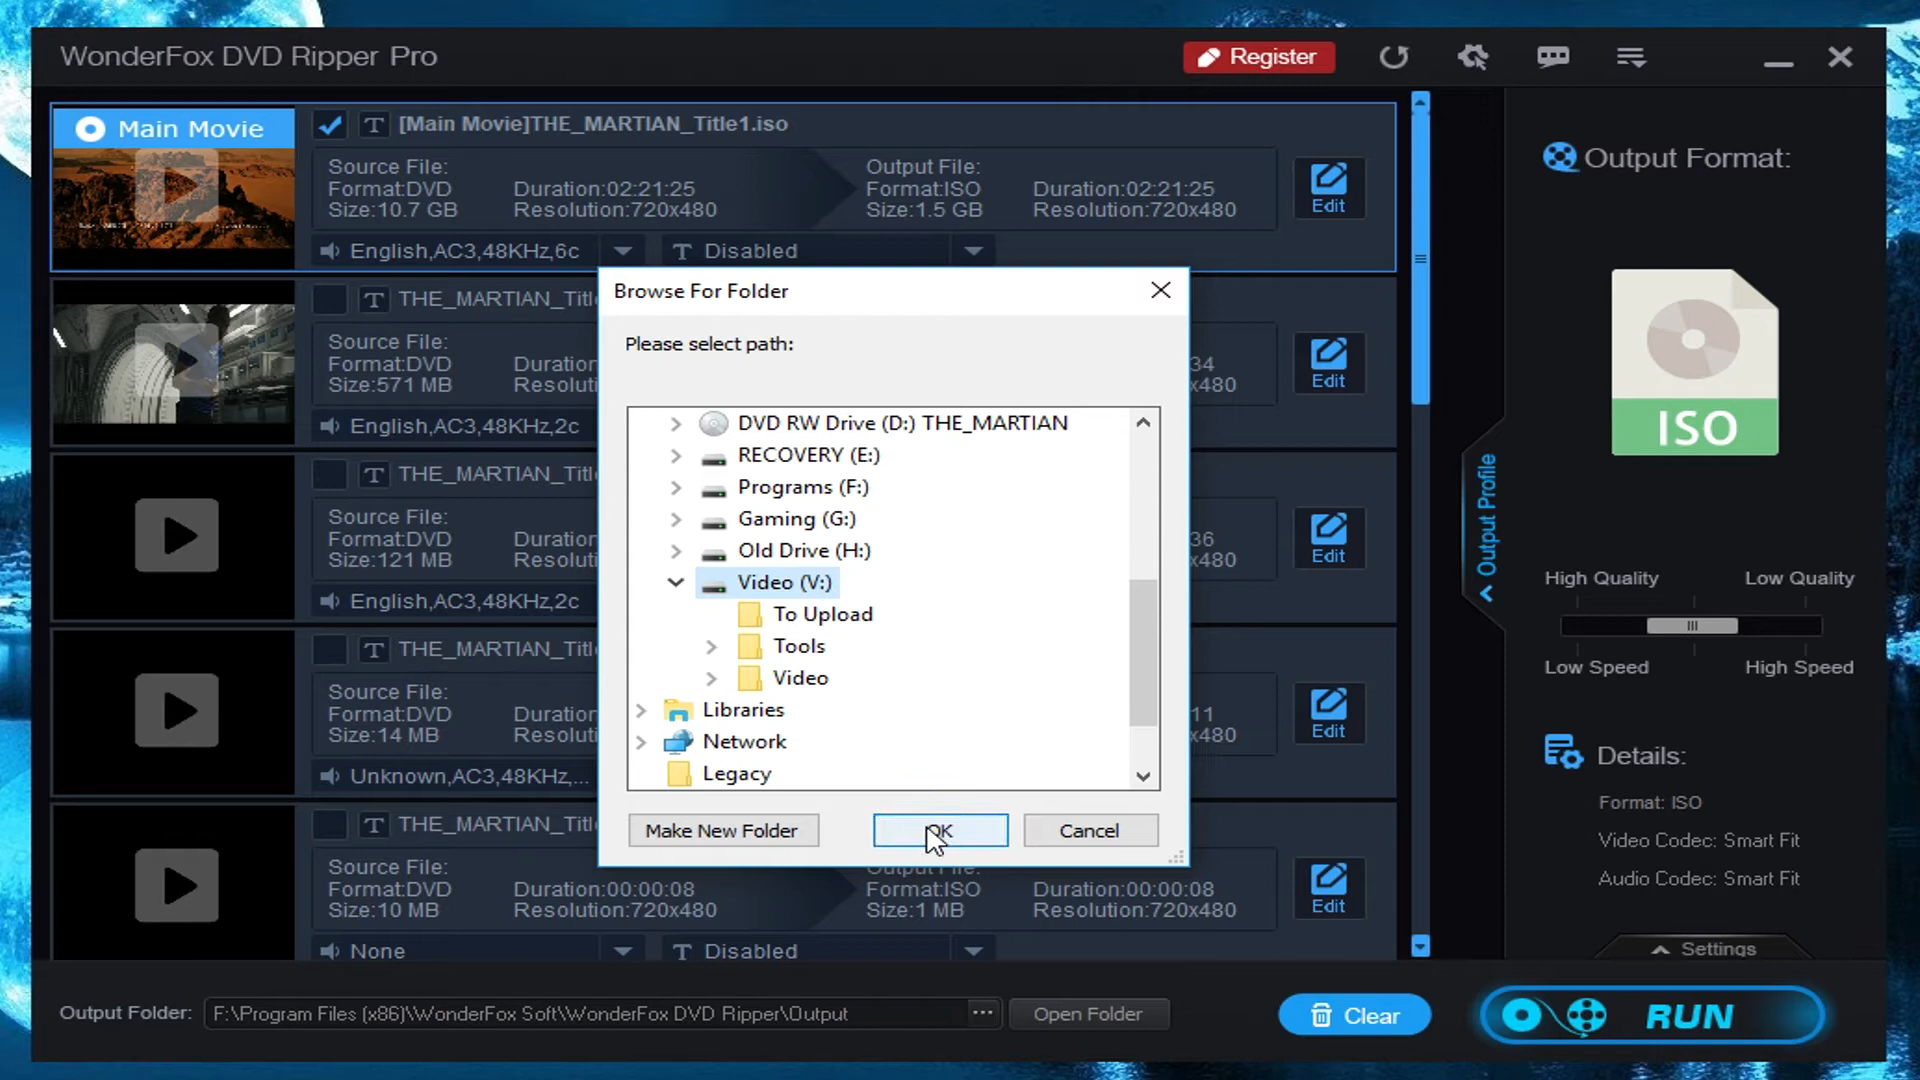 WonderFox DVD Ripper Pro
Register
Main Movie
T [Main Movie]THE_MARTIAN_Title1.iso
Source File:
Format:DVD Duration:02:21:25
Size:10.7 GB Resolution:720x480
Output File:
Format:ISO Duration:02:21:25
Size:1.5 GB Resolution:720x480
Edit
English,AC3,48KHz,6c
T Disabled
T THE_MARTIAN_Titl
Source File:
Format:DVD Duration
Size:571 MB Resoluti
34
x480
Edit
English,AC3,48KHz,2c
T THE_MARTIAN_Titl
Source File:
Format:DVD Duration
Size:121 MB Resoluti
36
x480
Edit
English,AC3,48KHz,2c
T THE_MARTIAN_Titl
Source File:
Format:DVD Duration
Size:14 MB Resoluti
11
x480
Edit
Unknown,AC3,48KHz,...
T THE_MARTIAN_Titl
Source File:
Format:DVD Duration:00:00:08
Size:10 MB Resolution:720x480
Output File:
Format:ISO Duration:00:00:08
Size:1 MB Resolution:720x480
Edit
None
T Disabled
Browse For Folder
Please select path:
DVD RW Drive (D:) THE_MARTIAN
RECOVERY (E:)
Programs (F:)
Gaming (G:)
Old Drive (H:)
Video (V:)
To Upload
Tools
Video
Libraries
Network
Legacy
Make New Folder
OK
Cancel
Output Profile
Output Format:
ISO
High Quality Low Quality
Low Speed High Speed
Details:
Format: ISO
Video Codec: Smart Fit
Audio Codec: Smart Fit
Settings
Output Folder: F:\Program Files (x86)\WonderFox Soft\WonderFox DVD Ripper\Output ...
Open Folder
Clear
RUN